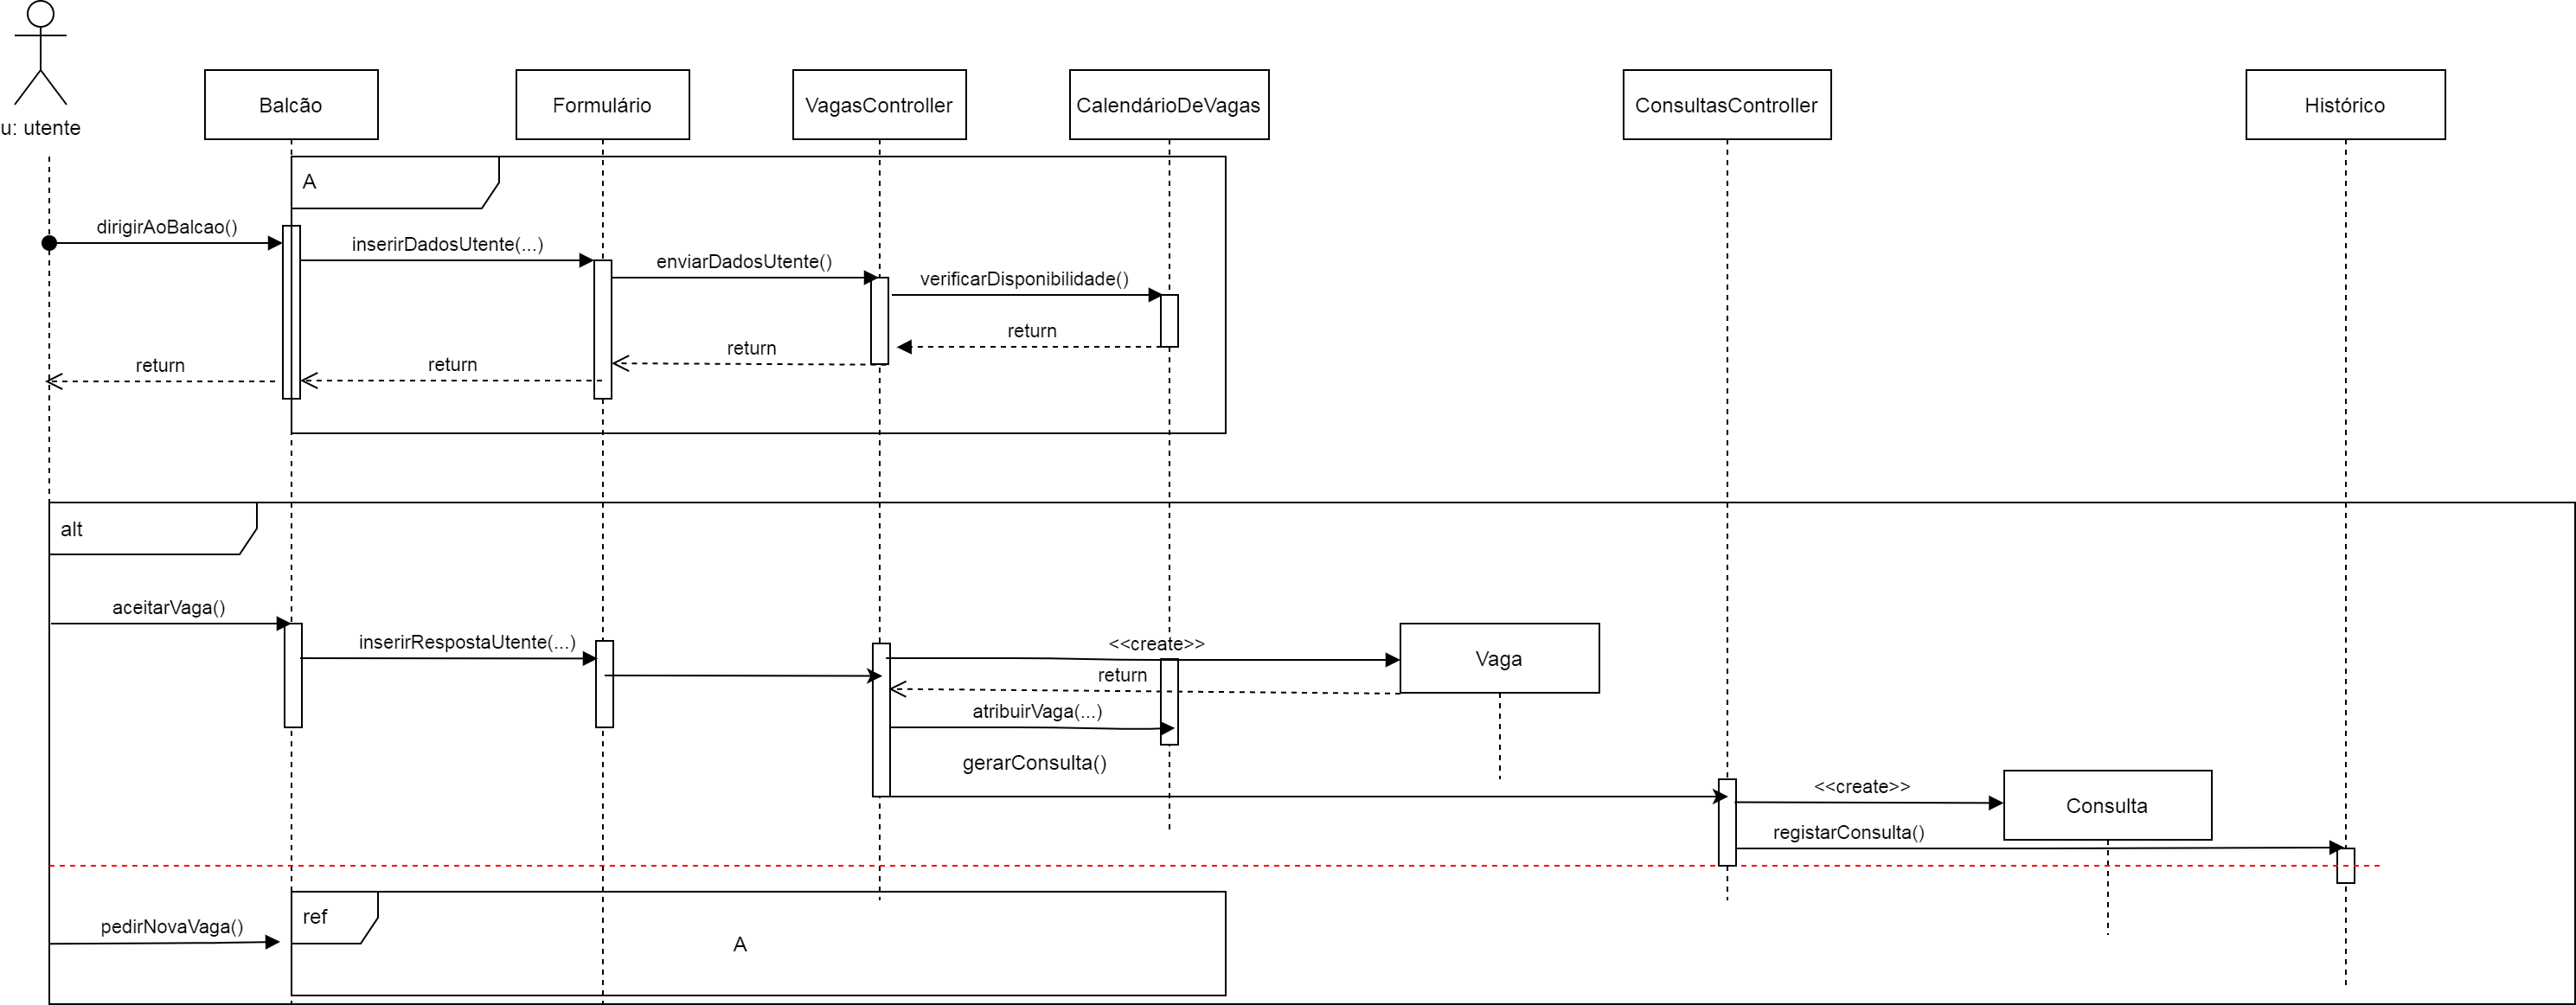 u: utente
Balcão
Formulário
VagasController
CalendárioDeVagas
ConsultasController
Histórico
A
dirigirAoBalcao()
inserirDadosUtente(...)
enviarDadosUtente()
verificarDisponibilidade()
return
return
return
return
alt
aceitarVaga()
inserirRespostaUtente(...)
<<create>>
Vaga
return
atribuirVaga(...)
gerarConsulta()
<<create>>
Consulta
registarConsulta()
ref
pedirNovaVaga()
A